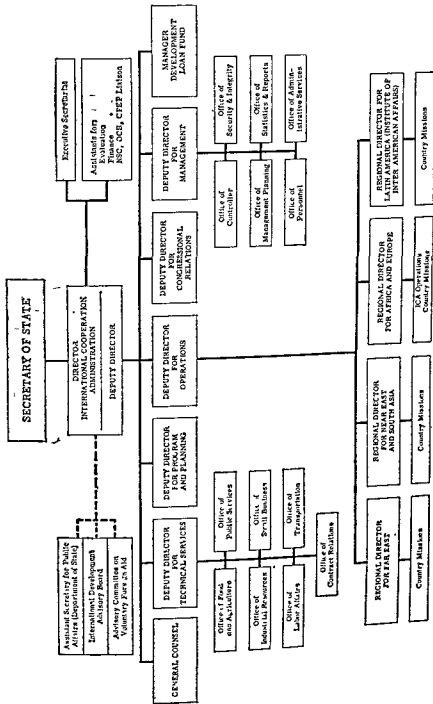 SECRETARY OF STATE
DIRECTOR
INTERNATIONAL COOPERATION
ADMINISTRATION
DEPUTY DIRECTOR
Executive Secretariat
Assistants for:
Evaluating
Finance
NSC, OCB, CFEP Liaison
Assistant Secretary for Public
Affairs (Department of State)
International Development
Advisory Board
Advisory Committee on
Voluntary Foreign Aid
GENERAL COUNSEL
DEPUTY DIRECTOR
FOR
TECHNICAL SERVICES
DEPUTY DIRECTOR
FOR PROGRAM
AND PLANNING
DEPUTY DIRECTOR
FOR
OPERATIONS
DEPUTY DIRECTOR
FOR
CONGRESSIONAL
RELATIONS
DEPUTY DIRECTOR
FOR
MANAGEMENT
MANAGER
DEVELOPMENT
LOAN FUND
Office of Food
and Agriculture
Office of
Public Services
Office of
Industrial Resources
Office of
Small Business
Office of
Labor Affairs
Office of
Transportation
Office of
Contract Relations
Office of
Controller
Office of
Security & Integrity
Office of
Management Planning
Office of
Statistics & Reports
Office of
Personnel
Office of Admin-
istrative Services
REGIONAL DIRECTOR
FOR FAR EAST
Country Missions
REGIONAL DIRECTOR
FOR NEAR EAST
AND SOUTH ASIA
Country Missions
REGIONAL DIRECTOR
FOR AFRICA AND EUROPE
ICA Operations
Country Missions
REGIONAL DIRECTOR FOR
LATIN AMERICA (INSTITUTE OF
INTER AMERICAN AFFAIRS)
Country Missions